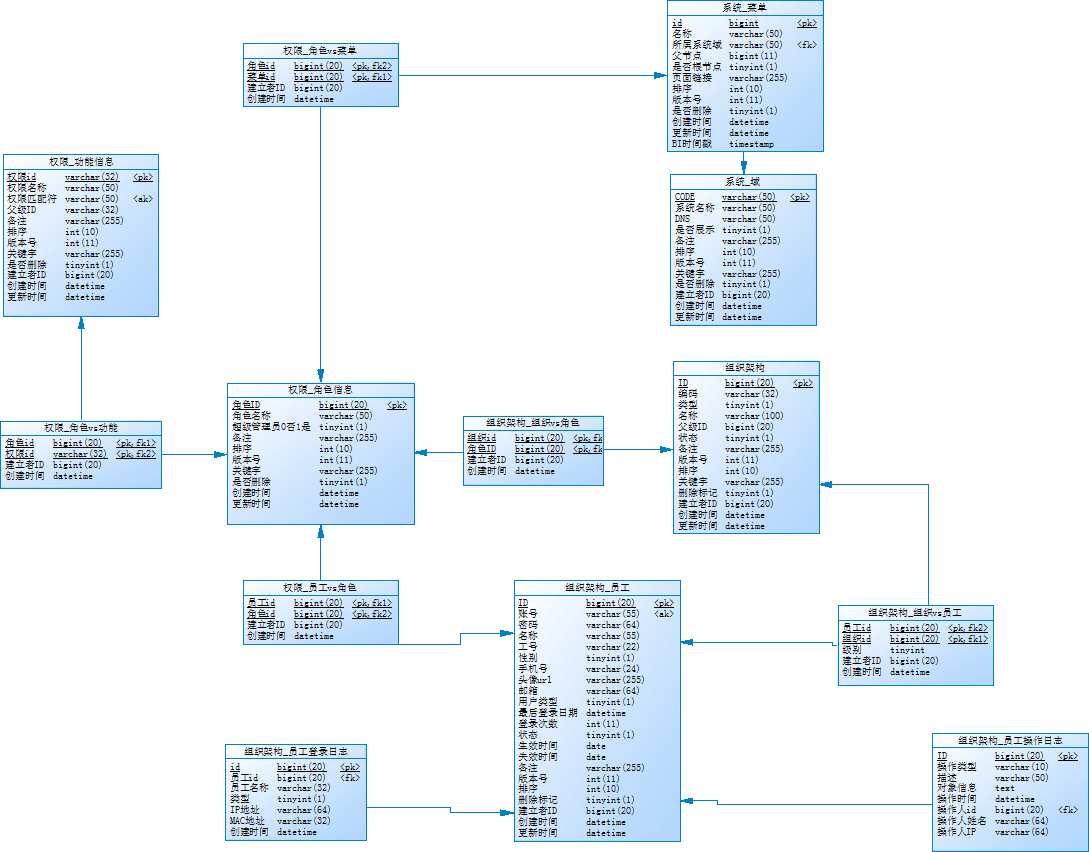 系统_菜单
id bigint <pk>
名称 varchar(50)
所属系统域 varchar(50) <fk>
父节点 bigint(11)
是否根节点 tinyint(1)
页面链接 varchar(255)
排序 int(10)
版本号 int(11)
是否删除 tinyint(1)
创建时间 datetime
更新时间 datetime
BI时间戳 timestamp
权限_角色vs菜单
角色id bigint(20) <pk,fk2>
菜单id bigint(20) <pk,fk1>
建立者ID bigint(20)
创建时间 datetime
权限_功能信息
权限id varchar(32) <pk>
权限名称 varchar(50)
权限匹配符 varchar(50) <ak>
父级ID varchar(32)
备注 varchar(255)
排序 int(10)
版本号 int(11)
关键字 varchar(255)
是否删除 tinyint(1)
建立者ID bigint(20)
创建时间 datetime
更新时间 datetime
系统_域
CODE varchar(50) <pk>
系统名称 varchar(50)
DNS varchar(50)
是否展示 tinyint(1)
备注 varchar(255)
排序 int(10)
版本号 int(11)
关键字 varchar(255)
是否删除 tinyint(1)
建立者ID bigint(20)
创建时间 datetime
更新时间 datetime
权限_角色vs功能
角色id bigint(20) <pk,fk1>
权限id varchar(32) <pk,fk2>
建立者ID bigint(20)
创建时间 datetime
权限_角色信息
角色ID bigint(20) <pk>
角色名称 varchar(50)
超级管理员0否1是 tinyint(1)
备注 varchar(255)
排序 int(10)
版本号 int(11)
关键字 varchar(255)
是否删除 tinyint(1)
创建时间 datetime
更新时间 datetime
组织架构_组织vs角色
组织id bigint(20) <pk,fk
角色ID bigint(20) <pk,fk
建立者ID bigint(20)
创建时间 datetime
组织架构
ID bigint(20) <pk>
编码 varchar(32)
类型 tinyint(1)
名称 varchar(100)
父级ID bigint(20)
状态 tinyint(1)
备注 varchar(255)
版本号 int(11)
排序 int(10)
关键字 varchar(255)
删除标记 tinyint(1)
建立者ID bigint(20)
创建时间 datetime
更新时间 datetime
权限_员工vs角色
员工id bigint(20) <pk,fk1>
角色id bigint(20) <pk,fk2>
建立者ID bigint(20)
创建时间 datetime
组织架构_员工
ID bigint(20) <pk>
账号 varchar(55) <ak>
密码 varchar(64)
名称 varchar(55)
工号 varchar(22)
性别 tinyint(1)
手机号 varchar(24)
头像url varchar(255)
邮箱 varchar(64)
用户类型 tinyint(1)
最后登录日期 datetime
登录次数 int(11)
状态 tinyint(1)
生效时间 date
失效时间 date
备注 varchar(255)
版本号 int(11)
排序 int(10)
删除标记 tinyint(1)
建立者ID bigint(20)
创建时间 datetime
更新时间 datetime
组织架构_组织vs员工
员工id bigint(20) <pk,fk2>
组织id bigint(20) <pk,fk1>
级别 tinyint
建立者ID bigint(20)
创建时间 datetime
组织架构_员工登录日志
id bigint(20) <pk>
员工id bigint(20) <fk>
员工名称 varchar(32)
类型 tinyint(1)
IP地址 varchar(64)
MAC地址 varchar(32)
创建时间 datetime
组织架构_员工操作日志
ID bigint(20) <pk>
操作类型 varchar(10)
描述 varchar(50)
对象信息 text
操作时间 datetime
操作人id bigint(20) <fk>
操作人姓名 varchar(64)
操作人IP varchar(64)